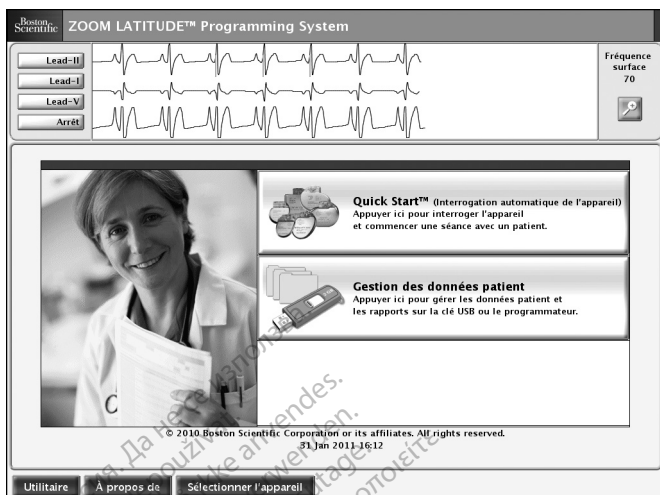 Boston Scientific
ZOOM LATITUDE™ Programming System
Lead-II
Lead-I
Lead-V
Arrêt
Fréquence
surface
70
Quick Start™ (Interrogation automatique de l'appareil)
Appuyer ici pour interroger l'appareil
et commencer une séance avec un patient.
Gestion des données patient
Appuyer ici pour gérer les données patient et
les rapports sur la clé USB ou le programmateur.
© 2010 Boston Scientific Corporation or its affiliates. All rights reserved.
31 Jan 2011 16:12
Utilitaire
À propos de
Sélectionner l'appareil